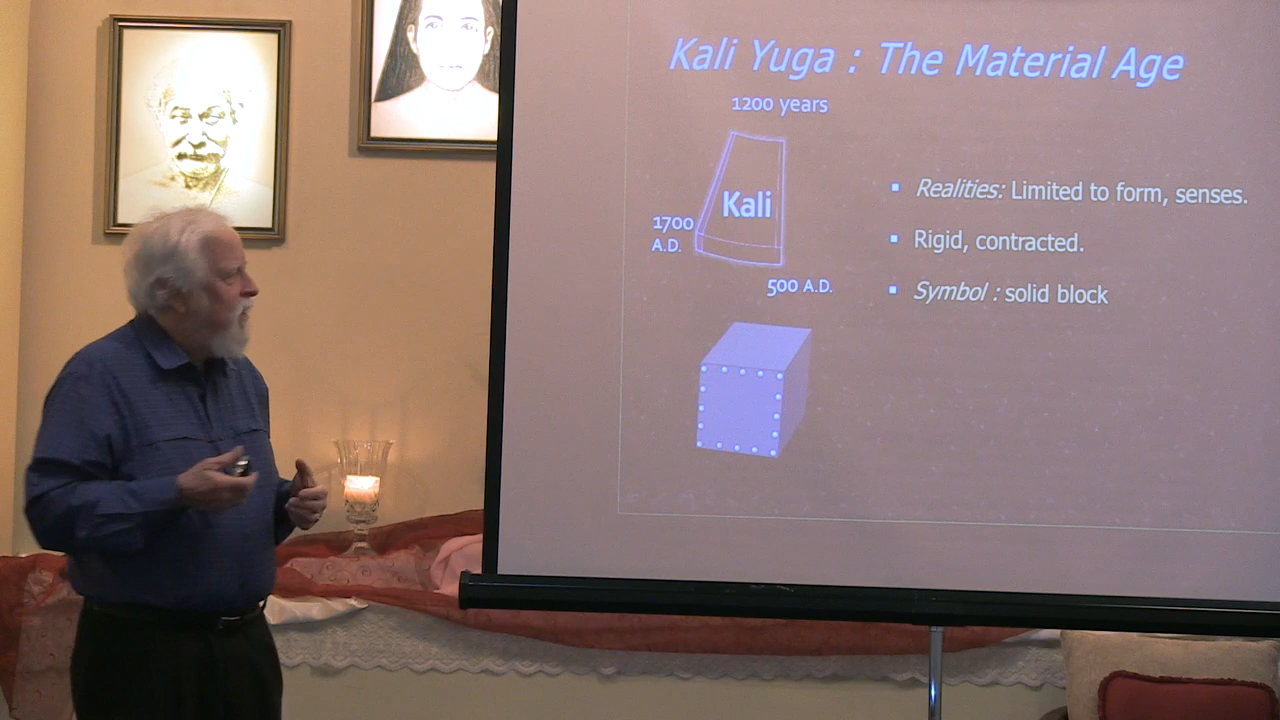 Kali Yuga : The Material Age
1200 years
Kali
1700
A.D.
500 A.D.
▪ Realities: Limited to form, senses.
▪ Rigid, contracted.
▪ Symbol : solid block